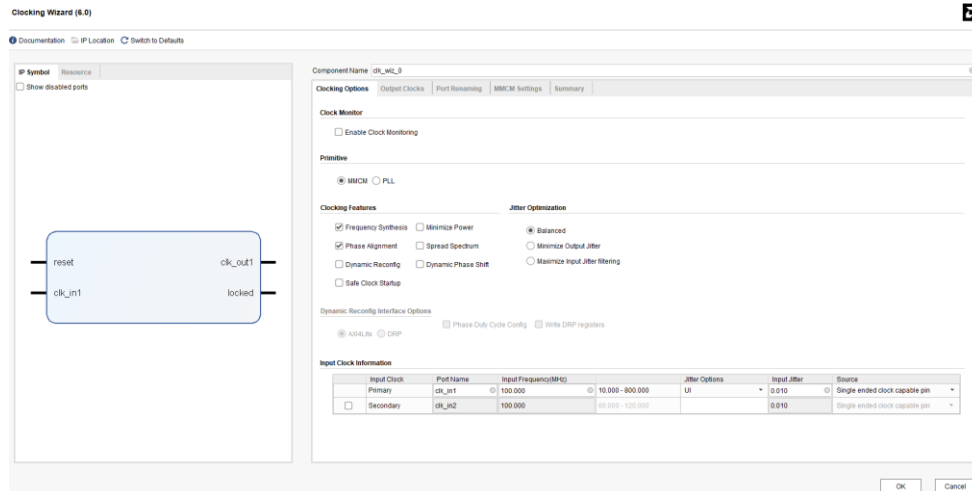 Clocking Wizard (6.0)
Documentation IP Location Switch to Defaults
IP Symbol Resource
Show disabled ports
reset
clk_in1
clk_out1
locked
Component Name clk_wiz_0
Clocking Options Output Clocks Port Renaming MMCM Settings Summary
Clock Monitor
Enable Clock Monitoring
Primitive
MMCM PLL
Clocking Features
Frequency Synthesis Minimize Power
Phase Alignment Spread Spectrum
Dynamic Reconfig Dynamic Phase Shift
Safe Clock Startup
Jitter Optimization
Balanced
Minimize Output Jitter
Maximize Input Jitter filtering
Dynamic Reconfig Interface Options
AXI4Lite DRP
Phase Duty Cycle Config Write DRP registers
Input Clock Information
Input Clock Port Name Input Frequency(MHz) Jitter Options Input Jitter Source
Primary clk_in1 100.000 10.000 - 800.000 UI 0.010 Single ended clock capable pin
Secondary clk_in2 100.000 60.000 - 120.000 0.010 Single ended clock capable pin
OK Cancel